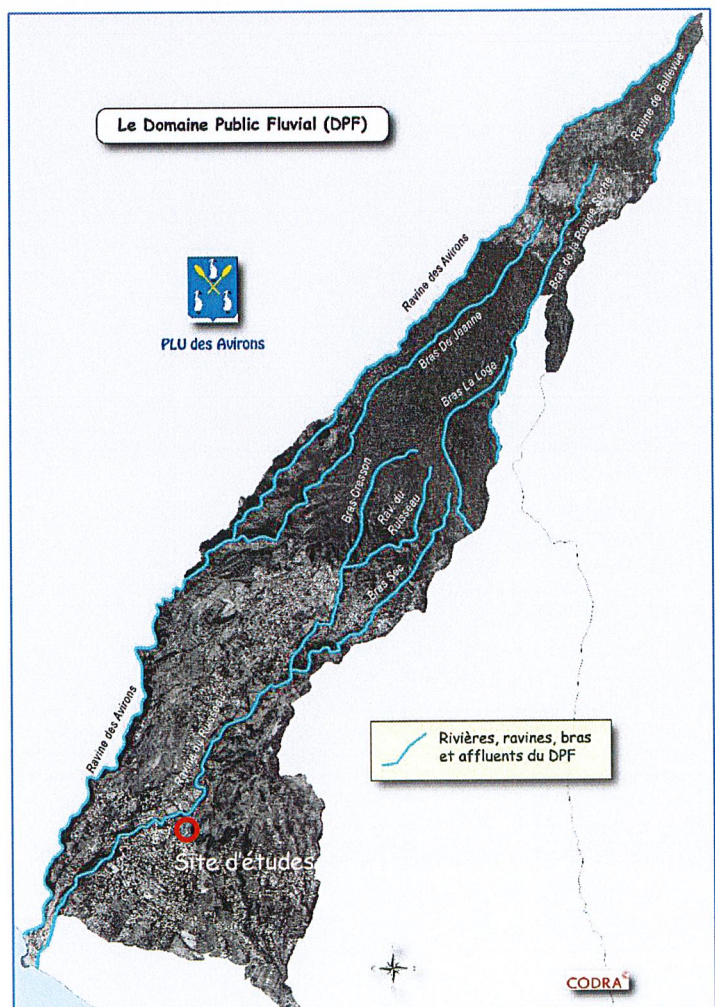 Le Domaine Public Fluvial (DPF)
PLU des Avirons
Ravine de Bellevue
Bras de la Ravine Sèche
Ravine des Avirons
Bras De Jeanne
Bras La Loge
Bras Cresson
Rav. du
Ruisseau
Bras Sec
Ravine du Ruisseau
Ravine des Avirons
Rivières, ravines, bras
et affluents du DPF
Site d'études
CODRA